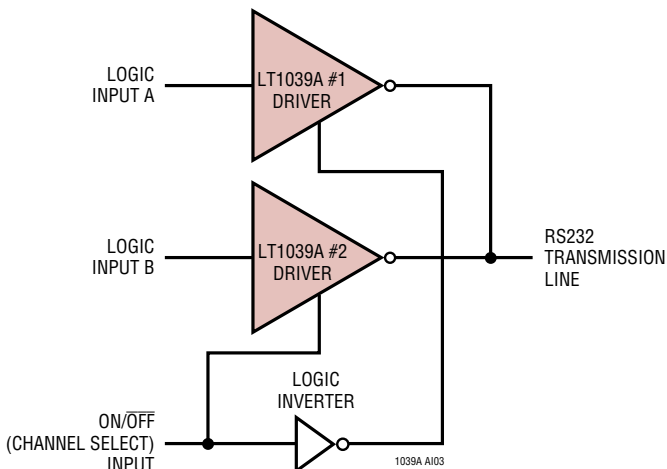 LOGIC
INPUT A
LT1039A #1
DRIVER
LOGIC
INPUT B
LT1039A #2
DRIVER
RS232
TRANSMISSION
LINE
LOGIC
INVERTER
ON/OFF
(CHANNEL SELECT)
INPUT
1039A AI03